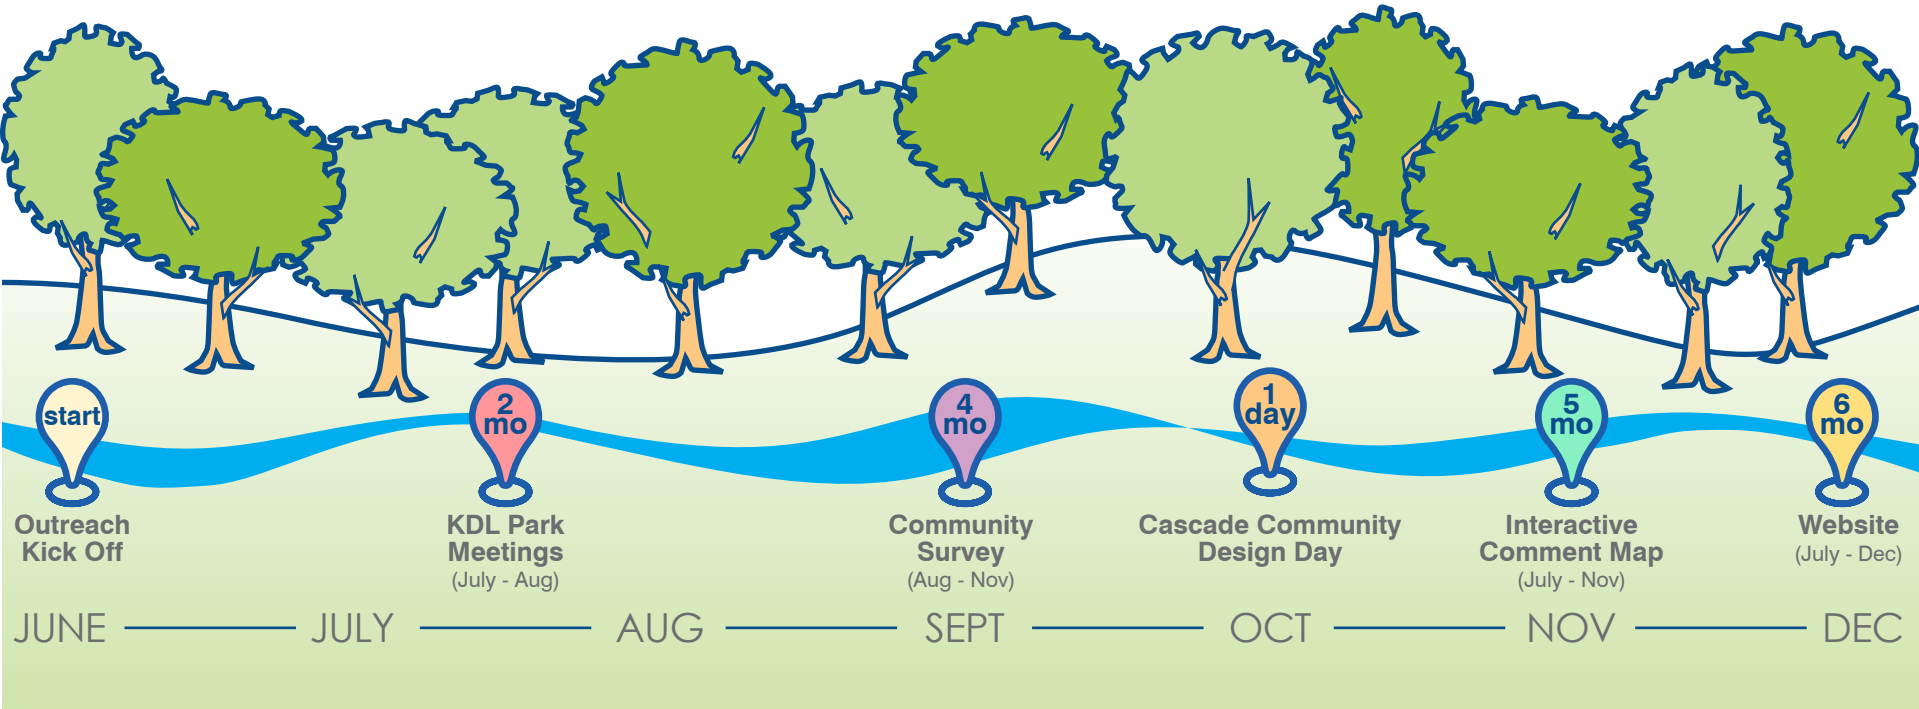 start
Outreach
Kick Off
2
mo
KDL Park
Meetings
(July - Aug)
4
mo
Community
Survey
(Aug - Nov)
1
day
Cascade Community
Design Day
5
mo
Interactive
Comment Map
(July - Nov)
6
mo
Website
(July - Dec)
JUNE JULY AUG SEPT OCT NOV DEC